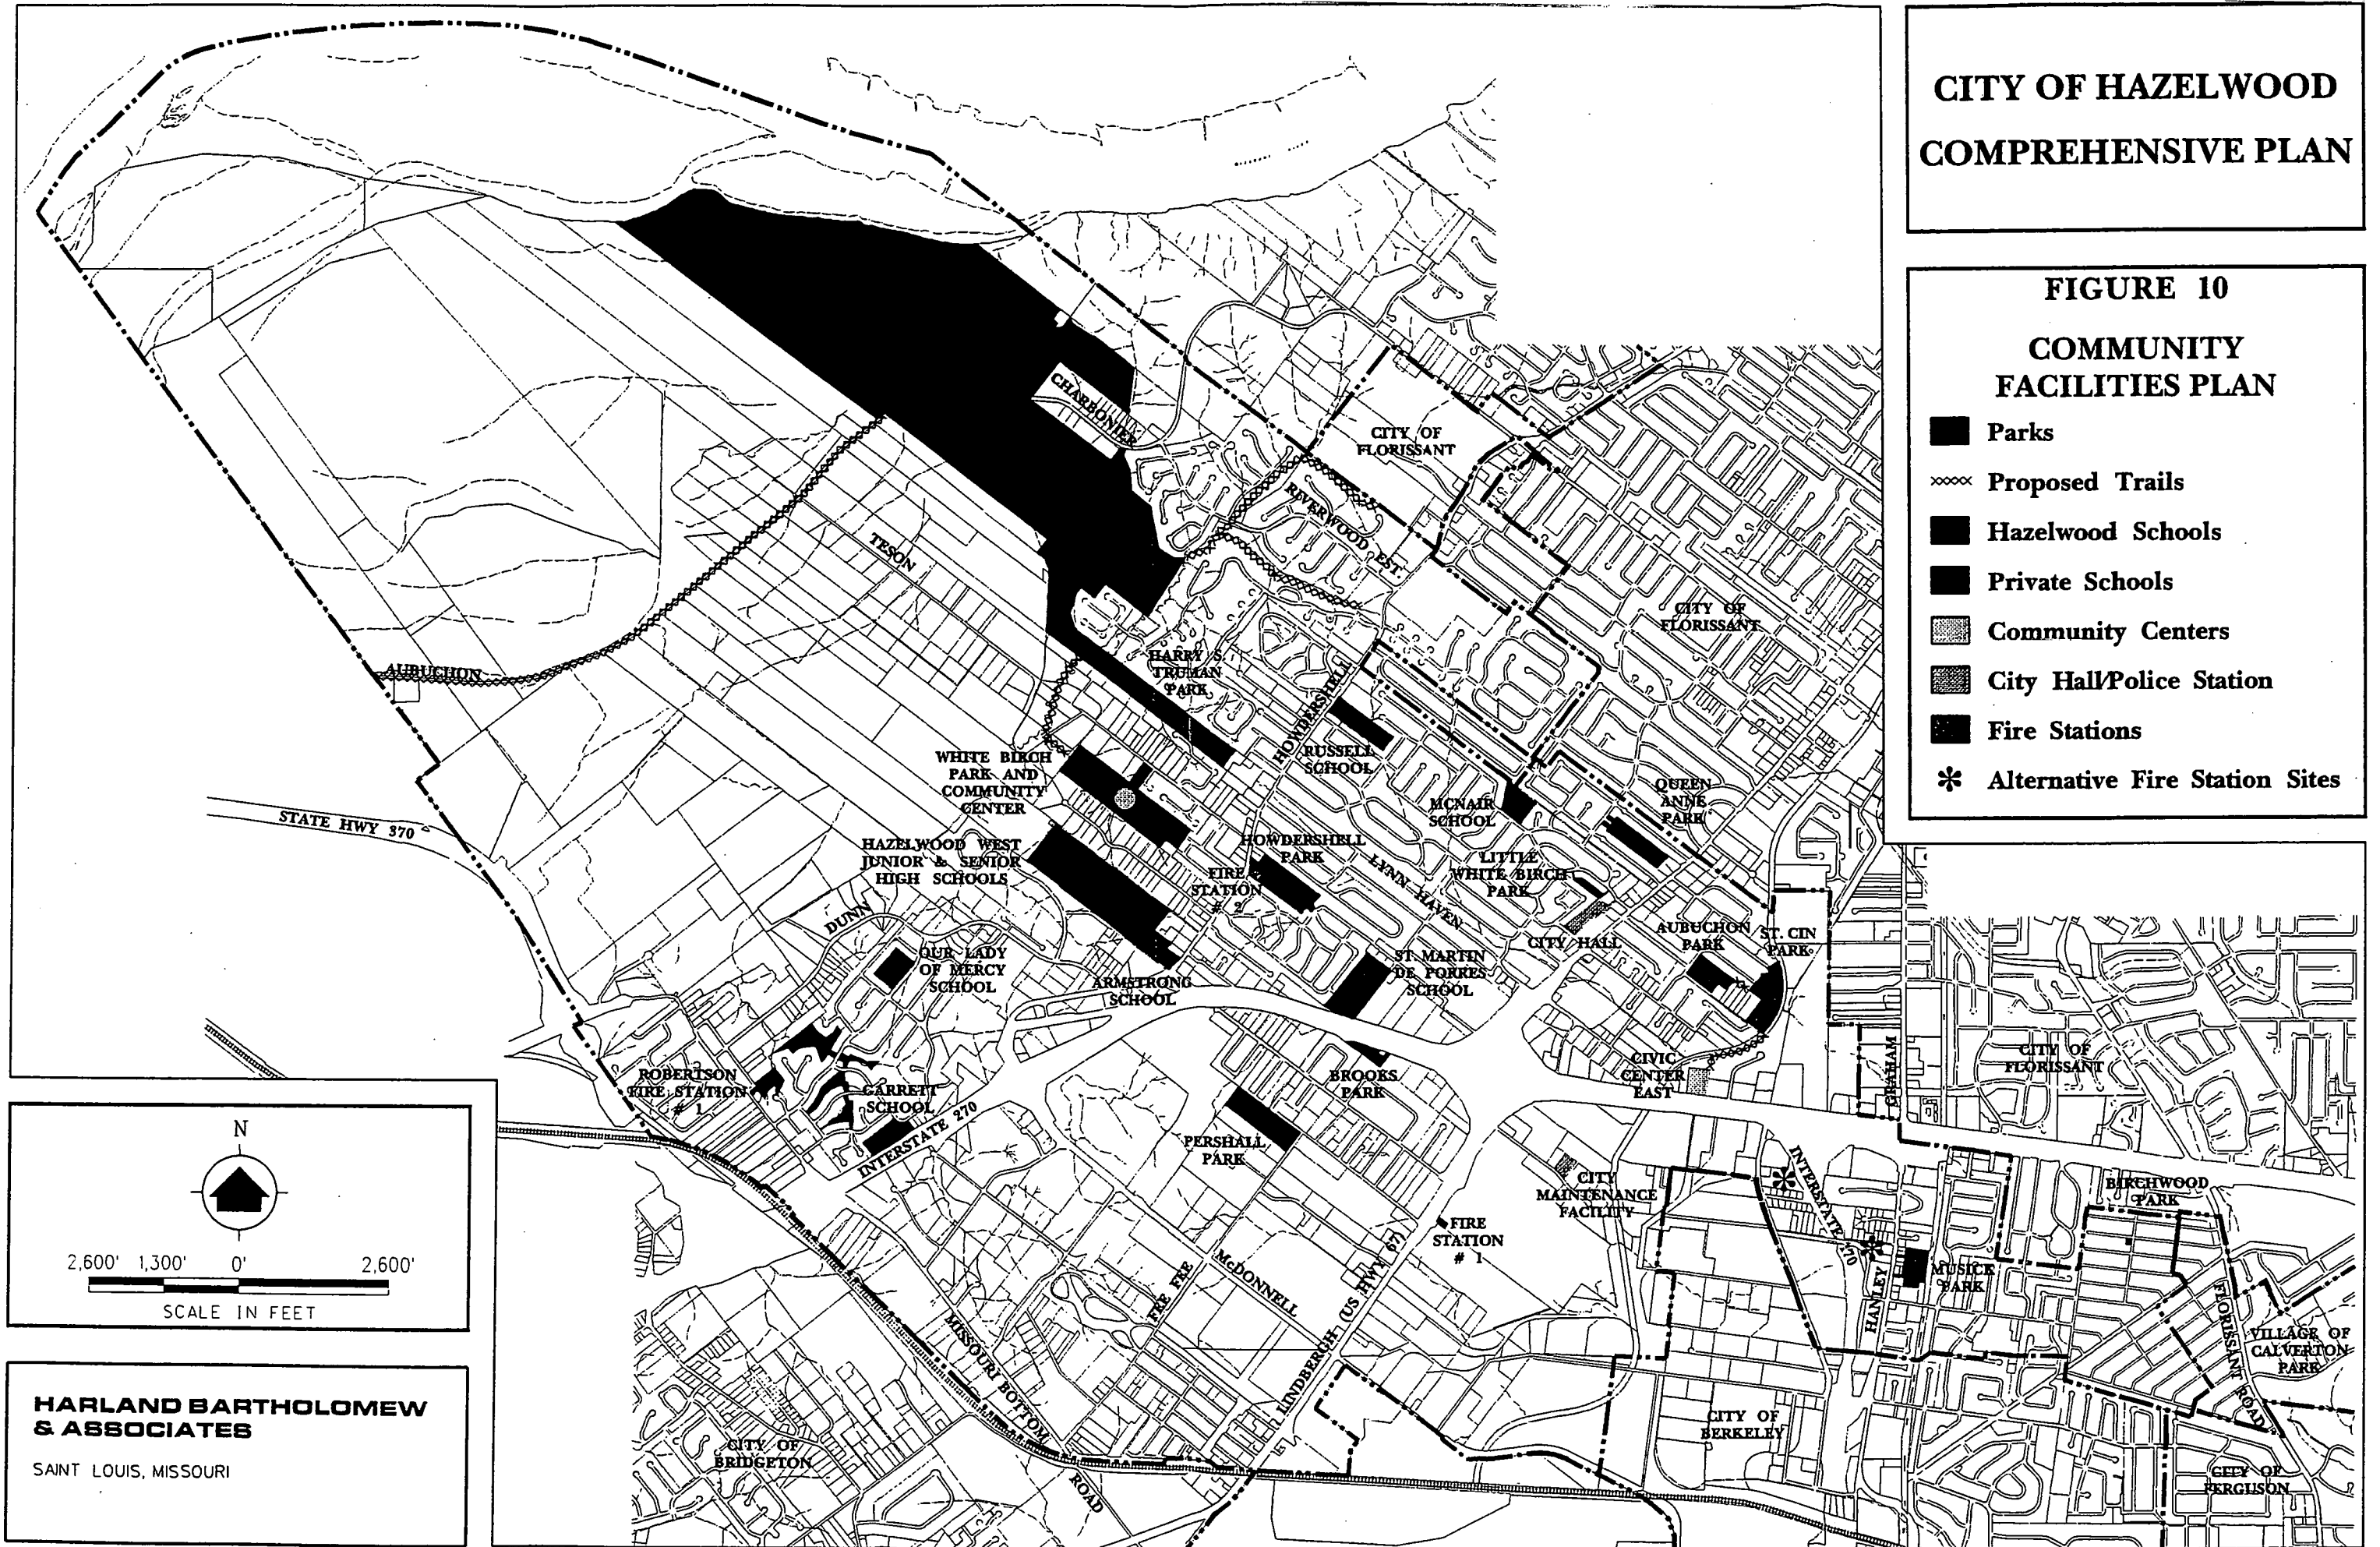 CITY OF HAZELWOOD
COMPREHENSIVE PLAN
FIGURE 10
COMMUNITY
FACILITIES PLAN
Parks
Proposed Trails
Hazelwood Schools
Private Schools
Community Centers
City Hall/Police Station
Fire Stations
Alternative Fire Station Sites
CHARBONIER
CITY OF
FLORISSANT
RIVERWOOD EST.
TESON
CITY OF
FLORISSANT
AUBUCHON
HARRY S.
TRUMAN
PARK
HOWDERSHELL
RUSSELL
SCHOOL
WHITE BIRCH
PARK AND
COMMUNITY
CENTER
QUEEN
ANNE
PARK
MCNAIR
SCHOOL
STATE HWY 370
HAZELWOOD WEST
JUNIOR & SENIOR
HIGH SCHOOLS
HOWDERSHELL
PARK
LYNN HAVEN
LITTLE
WHITE BIRCH
PARK
FIRE
STATION
# 2
DUNN
CITY HALL
AUBUCHON
PARK
ST. CIN
PARK
OUR LADY
OF MERCY
SCHOOL
ARMSTRONG
SCHOOL
ST. MARTIN
DE PORRES
SCHOOL
ROBERTSON
FIRE STATION
# 1
GARRETT
SCHOOL
INTERSTATE 270
BROOKS
PARK
CIVIC
CENTER
EAST
GRAHAM
CITY OF
FLORISSANT
PERSHALL
PARK
CITY
MAINTENANCE
FACILITY
INTERSTATE 170
BIRCHWOOD
PARK
FIRE
STATION
# 1
FEE FEE
McDONNELL
LINDBERGH (US HWY 67)
HANLEY
MUSICK
PARK
FLORISSANT ROAD
VILLAGE OF
CALVERTON
PARK
MISSOURI BOTTOM
ROAD
CITY OF
BRIDGETON
CITY OF
BERKELEY
CITY OF
FERGUSON
N
2,600' 1,300' 0' 2,600'
SCALE IN FEET
HARLAND BARTHOLOMEW
& ASSOCIATES
SAINT LOUIS, MISSOURI